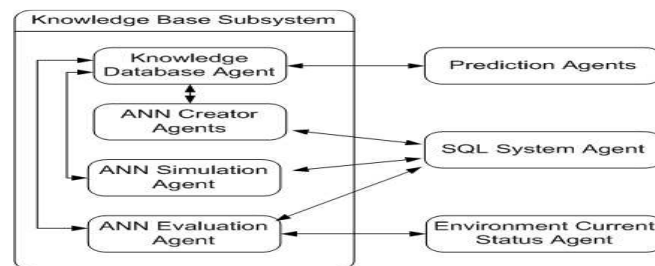 Knowledge Base Subsystem
Knowledge
Database Agent
Prediction Agents
ANN Creator
Agents
SQL System Agent
ANN Simulation
Agent
ANN Evaluation
Agent
Environment Current
Status Agent